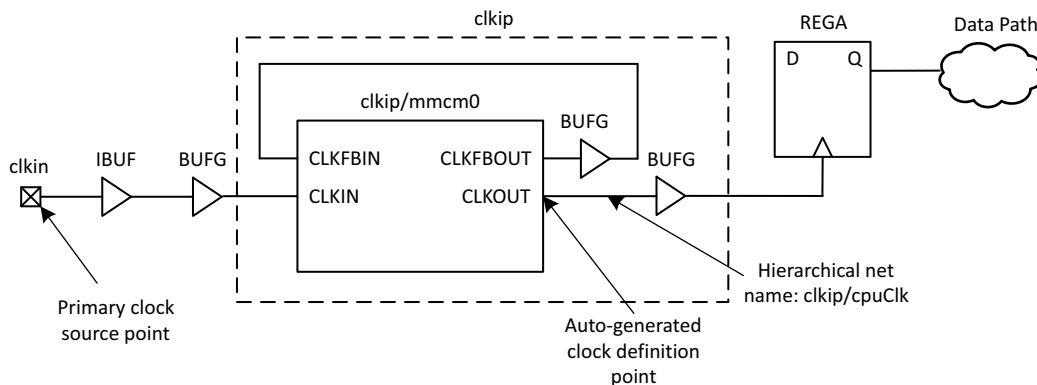 clkip
REGA
Data Path
D
Q
clkip/mmcm0
BUFG
clkin
IBUF
BUFG
CLKFBIN
CLKFBOUT
BUFG
CLKIN
CLKOUT
Primary clock
source point
Auto-generated
clock definition
point
Hierarchical net
name: clkip/cpuClk